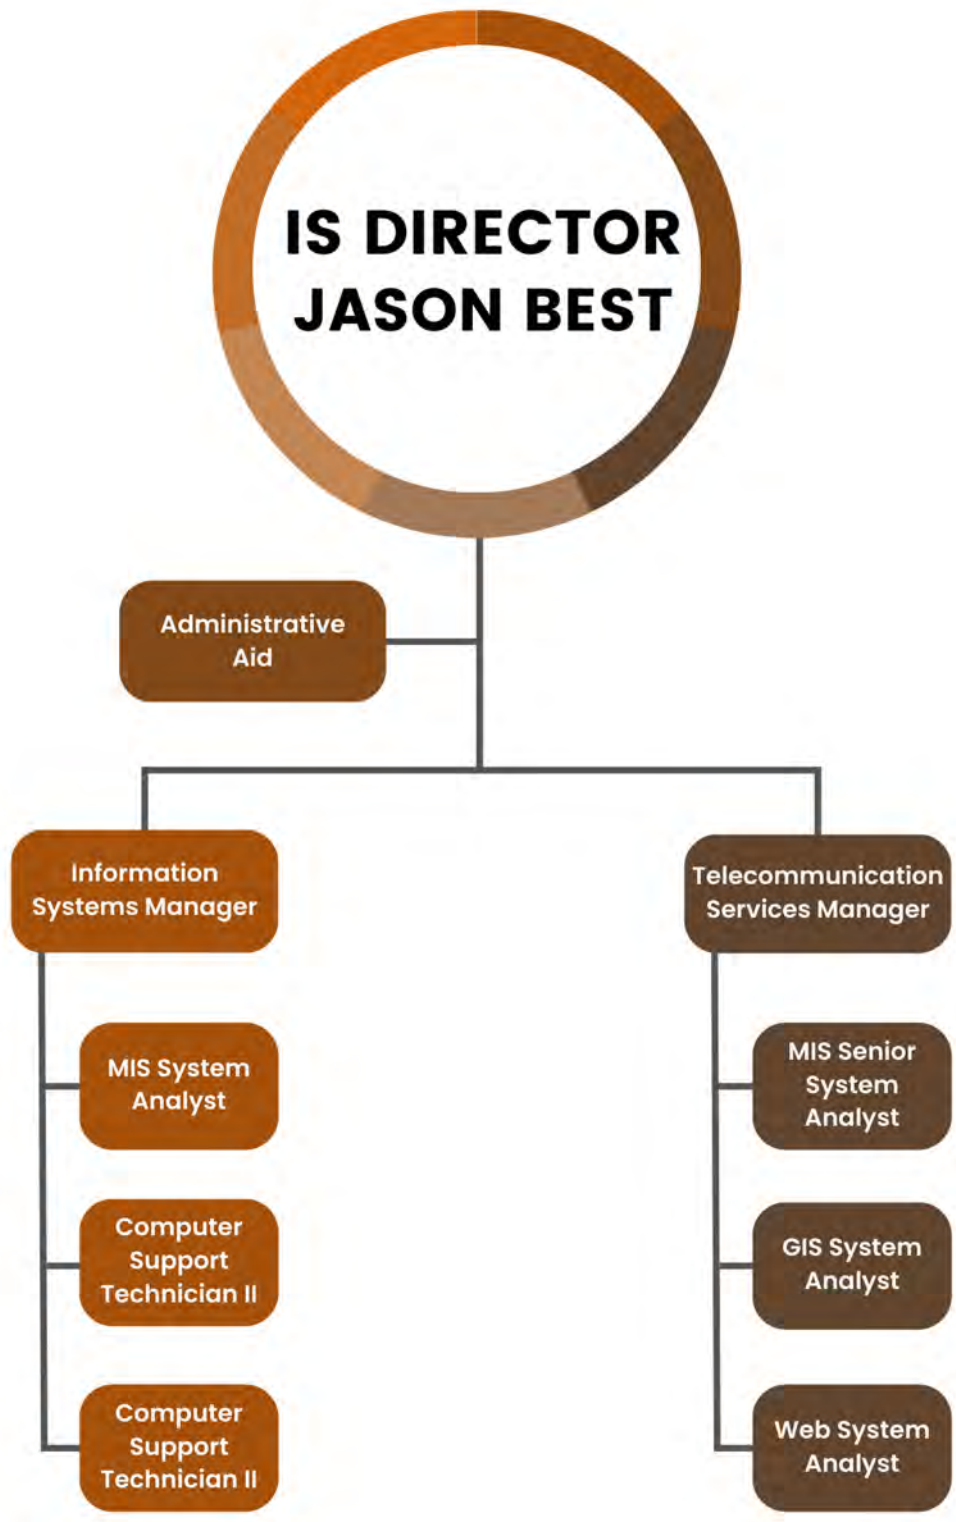 IS DIRECTOR
JASON BEST
Administrative
Aid
Information
Systems Manager
MIS System
Analyst
Computer
Support
Technician II
Computer
Support
Technician II
Telecommunication
Services Manager
MIS Senior
System
Analyst
GIS System
Analyst
Web System
Analyst